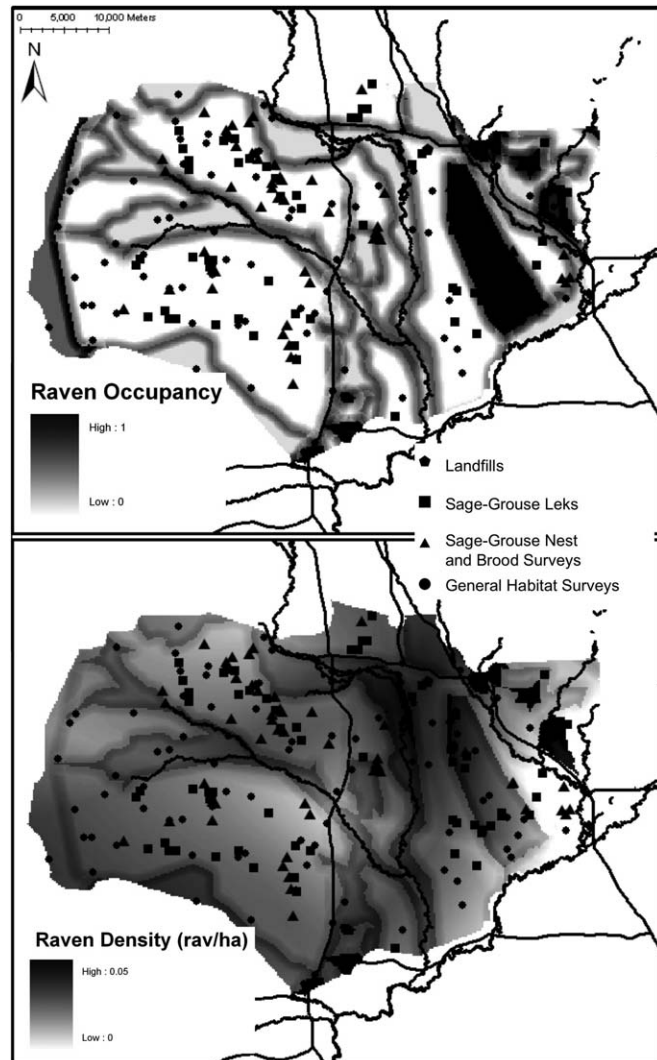 0 5,000 10,000 Meters
N
Raven Occupancy
High : 1
Low : 0
Landfills
Sage-Grouse Leks
Sage-Grouse Nest
and Brood Surveys
General Habitat Surveys
Raven Density (rav/ha)
High : 0.05
Low : 0